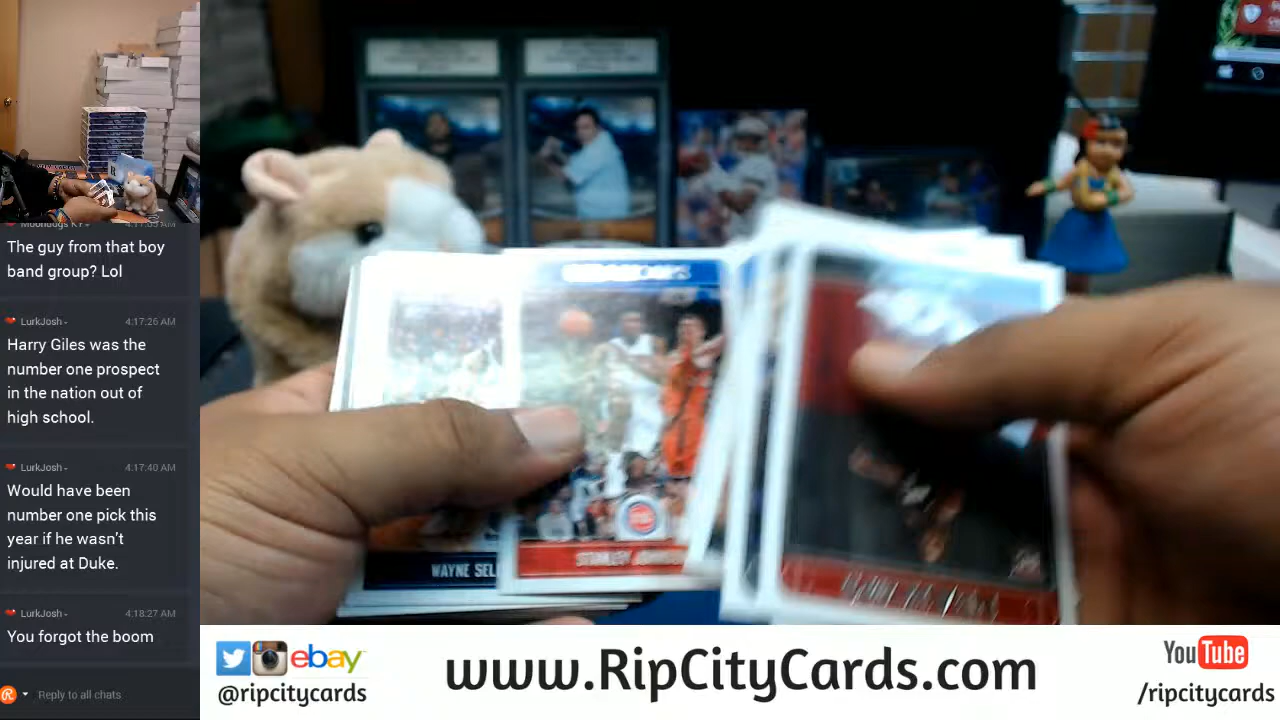 The guy from that boy
band group? Lol
LurkJosh - 4:17:26 AM
Harry Giles was the
number one prospect
in the nation out of
high school.
LurkJosh - 4:17:40 AM
Would have been
number one pick this
year if he wasn't
injured at Duke.
LurkJosh - 4:18:27 AM
You forgot the boom
Reply to all chats
WAYNE SEL
STANLEY
ebay
@ripcitycards
www.RipCityCards.com
YouTube
/ripcitycards